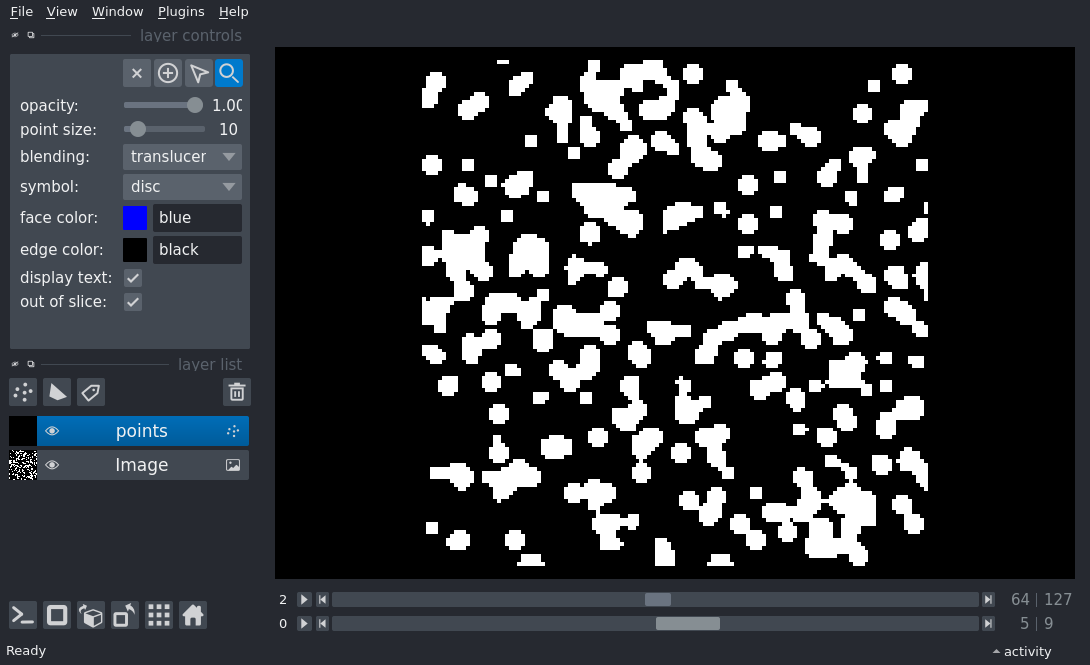 File View Window Plugins Help
layer controls
opacity: 1.00
point size: 10
blending: translucer
symbol: disc
face color: blue
edge color: black
display text:
out of slice:
layer list
points
Image
2 64 | 127
0 5 | 9
Ready activity